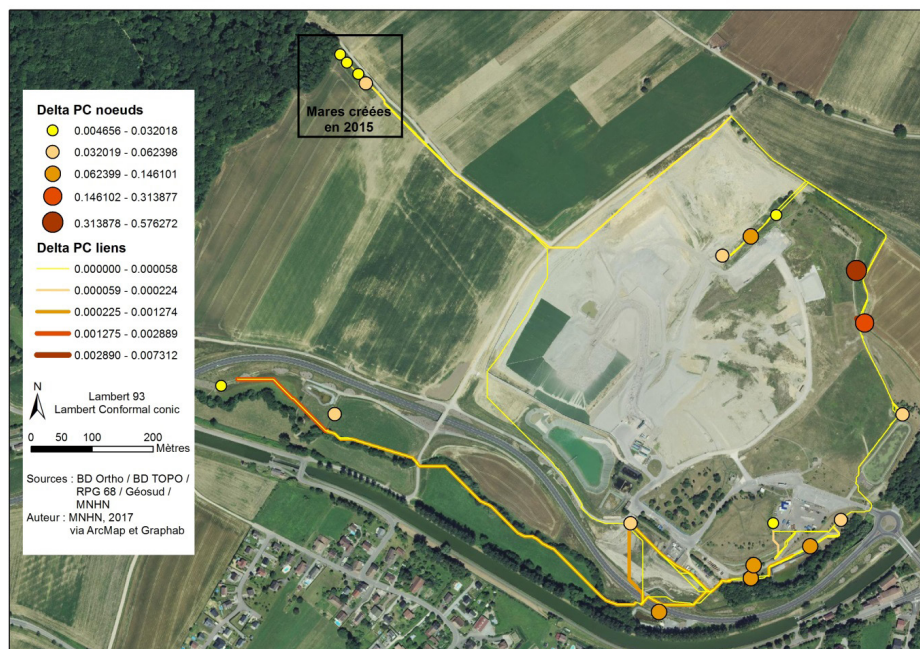 Mares créées
en 2015
Delta PC noeuds
0.004656 - 0.032018
0.032019 - 0.062398
0.062399 - 0.146101
0.146102 - 0.313877
0.313878 - 0.576272
Delta PC liens
0.000000 - 0.000058
0.000059 - 0.000224
0.000225 - 0.001274
0.001275 - 0.002889
0.002890 - 0.007312
N
Lambert 93
Lambert Conformal conic
0 50 100 200
Mètres
Sources : BD Ortho / BD TOPO /
RPG 68 / Géosud /
MNHN
Auteur : MNHN, 2017
via ArcMap et Graphab